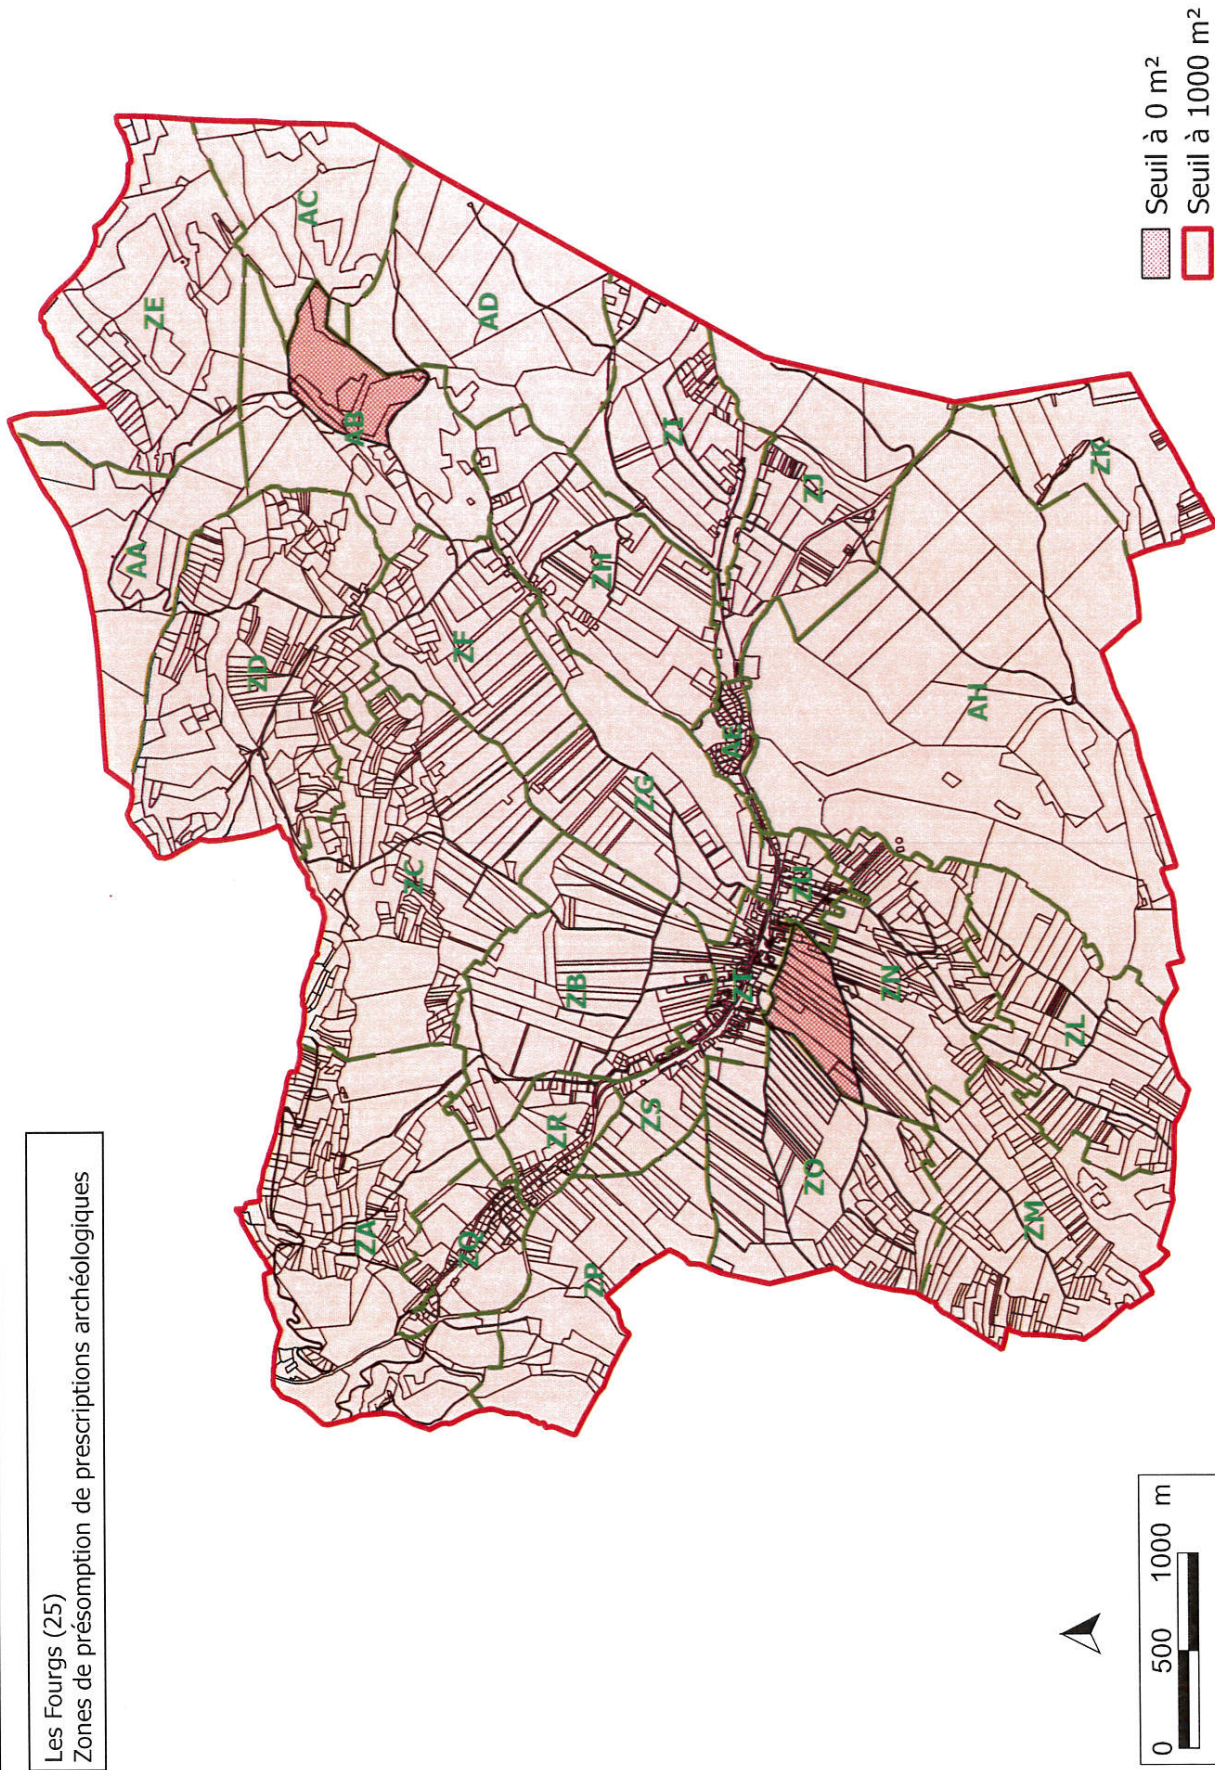 Les Fourgs (25)
Zones de présomption de prescriptions archéologiques
ZE
AC
AA
AB
AD
ZD
ZF
ZH
ZI
ZJ
ZK
ZC
ZG
AE
AH
ZB
ZT
ZU
ZN
ZL
ZA
ZQ
ZR
ZS
ZP
ZO
ZM
Seuil à 0 m²
Seuil à 1000 m²
0 500 1000 m